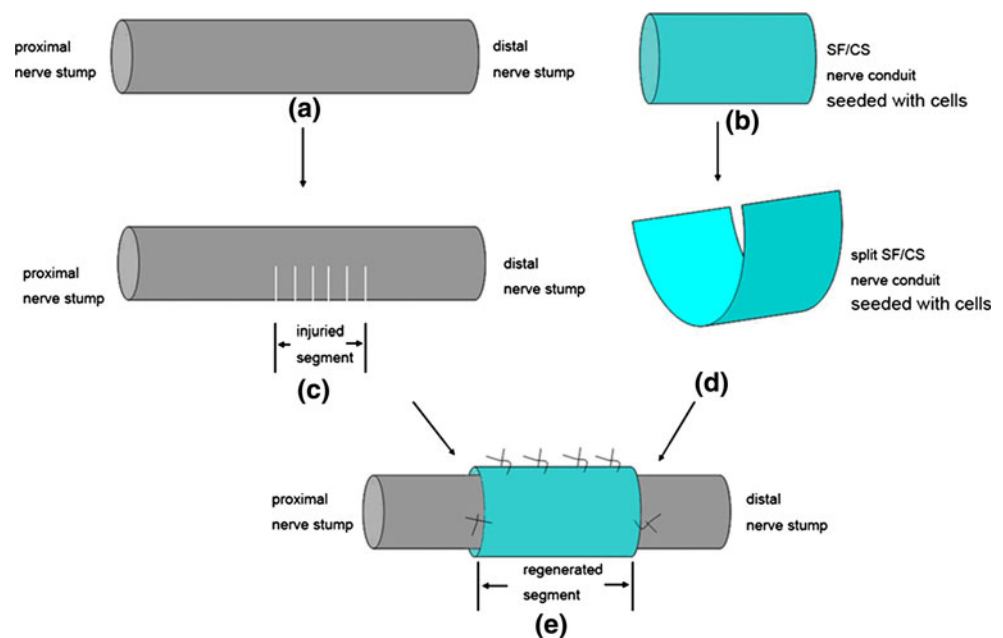 proximal
nerve stump
distal
nerve stump
(a)
SF/CS
nerve conduit
seeded with cells
(b)
proximal
nerve stump
distal
nerve stump
injuried
segment
(c)
split SF/CS
nerve conduit
seeded with cells
(d)
proximal
nerve stump
distal
nerve stump
regenerated
segment
(e)